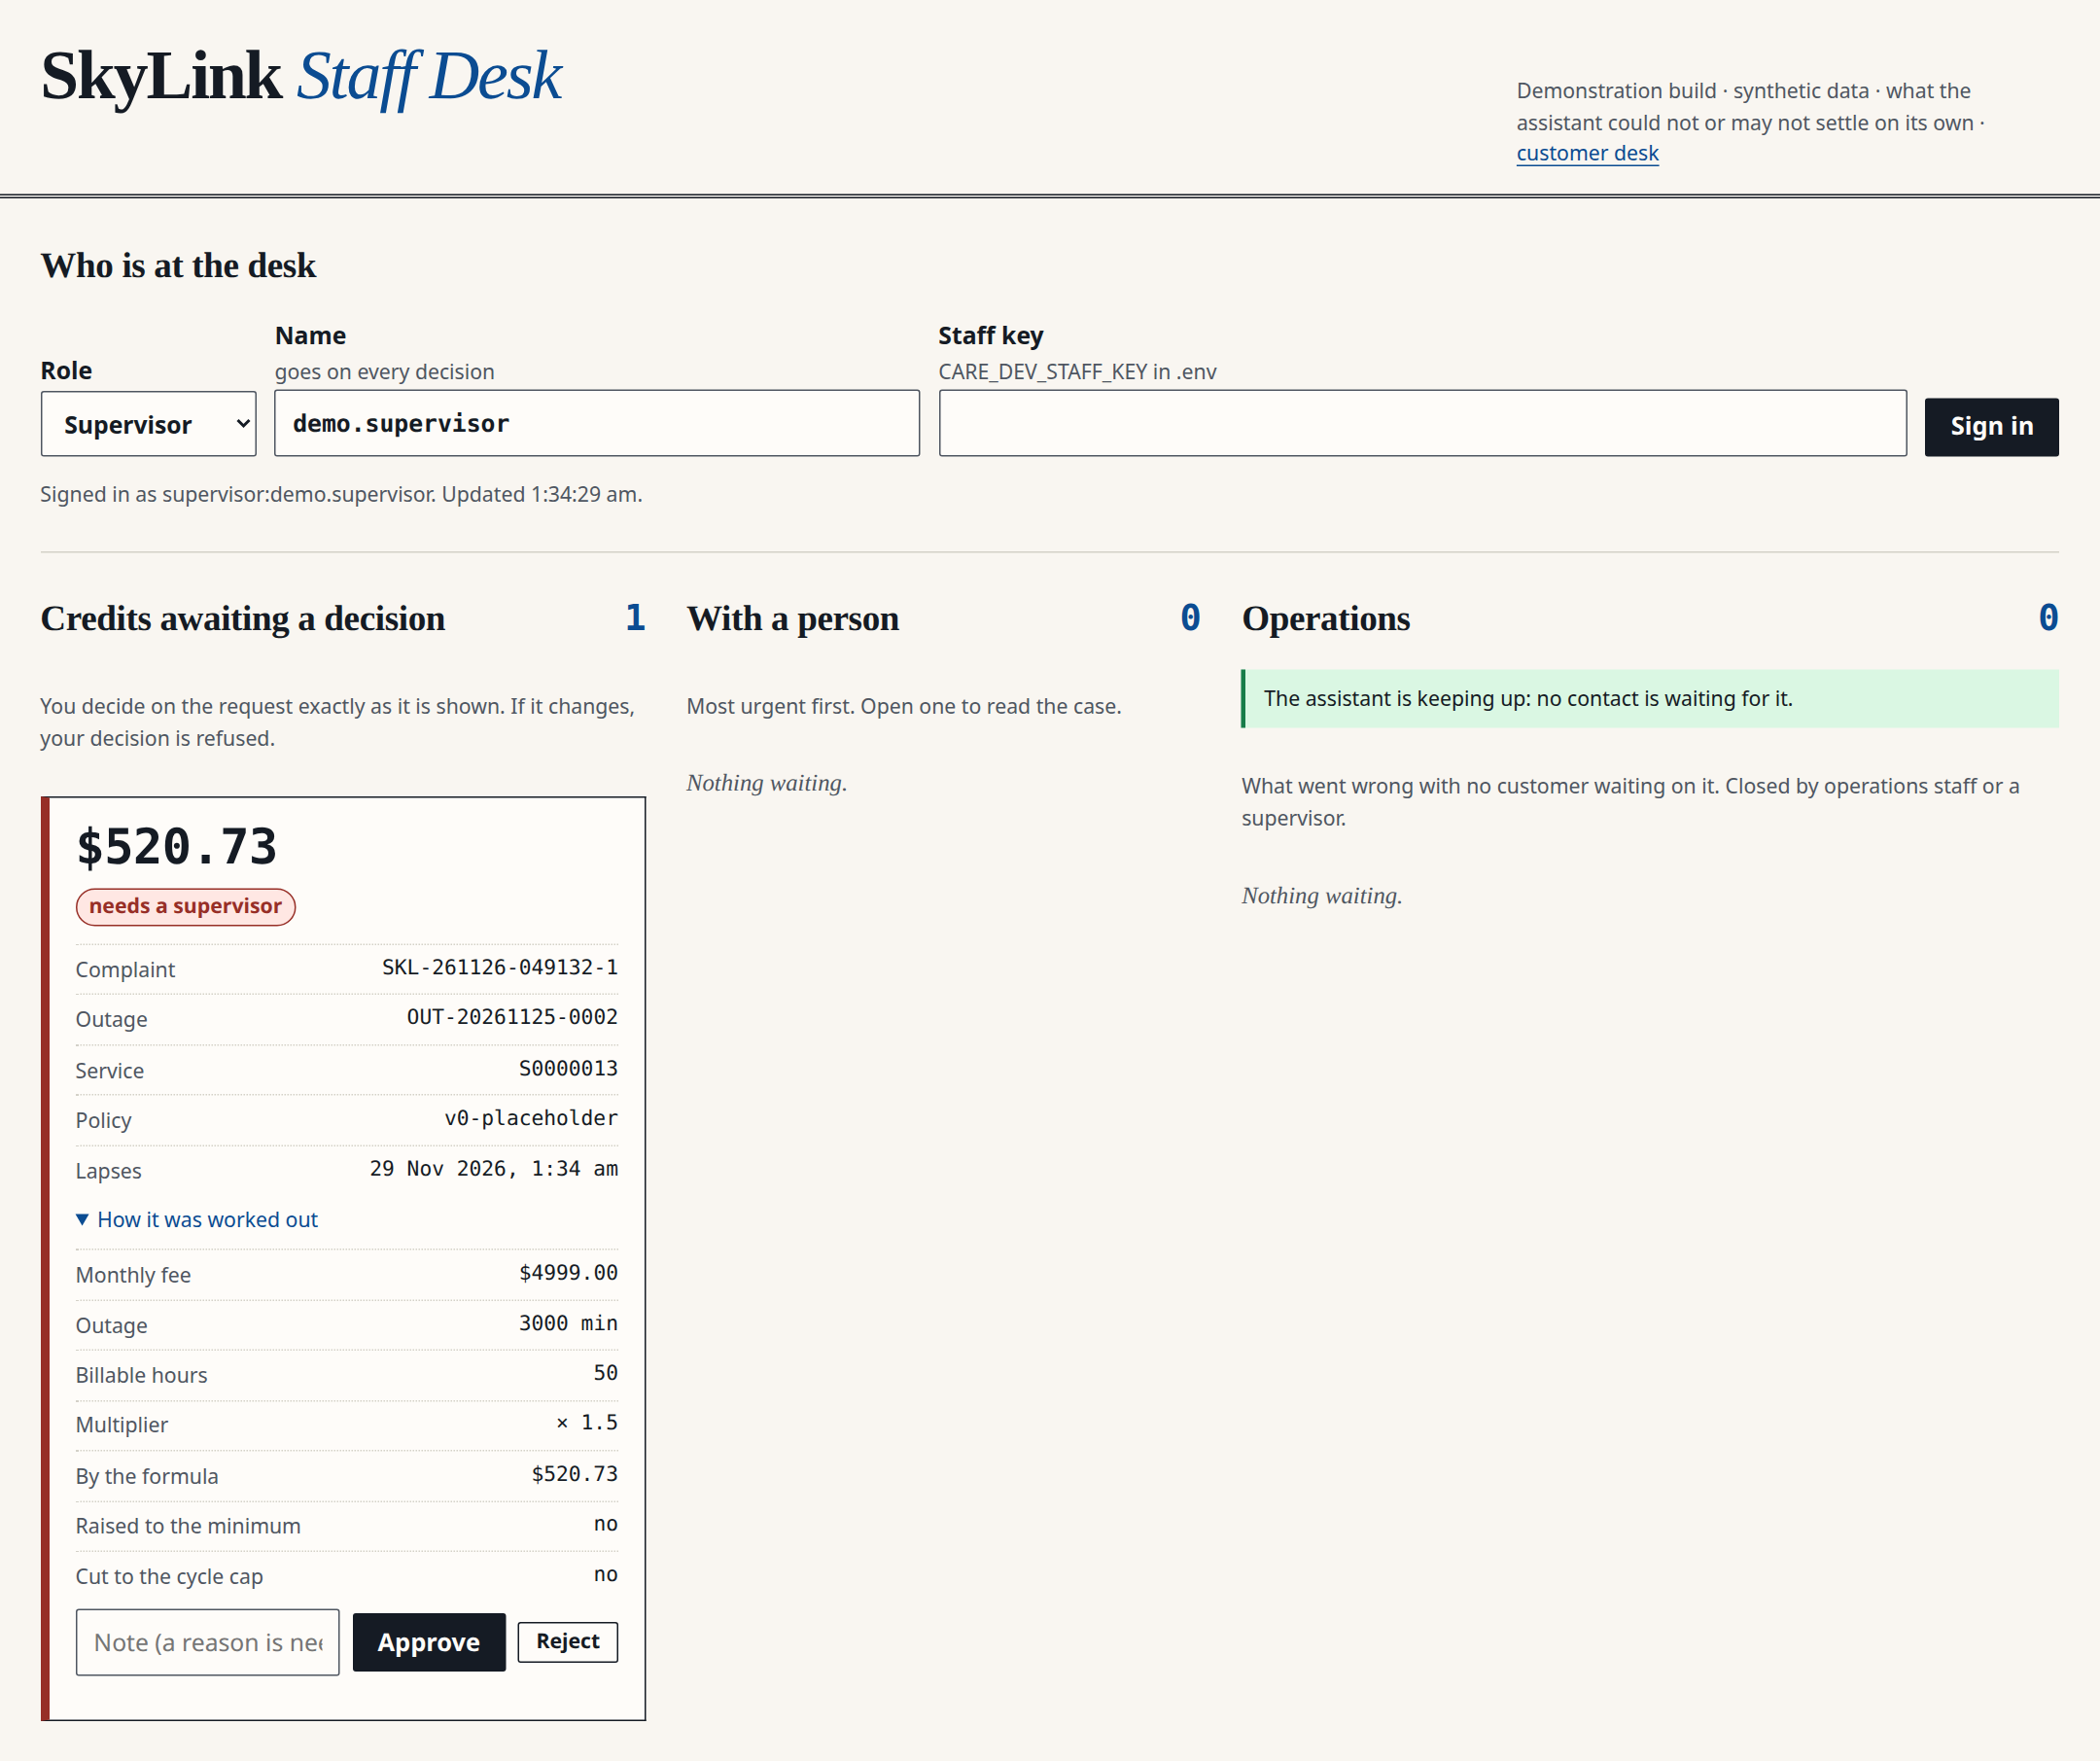 SkyLink Staff Desk
Demonstration build · synthetic data · what the
assistant could not or may not settle on its own ·
customer desk
Who is at the desk
Role
Supervisor
Name
goes on every decision
demo.supervisor
Staff key
CARE_DEV_STAFF_KEY in .env
Sign in
Signed in as supervisor:demo.supervisor. Updated 1:34:29 am.
Credits awaiting a decision 1
You decide on the request exactly as it is shown. If it changes,
your decision is refused.
$520.73
needs a supervisor
Complaint SKL-261126-049132-1
Outage OUT-20261125-0002
Service S0000013
Policy v0-placeholder
Lapses 29 Nov 2026, 1:34 am
▼ How it was worked out
Monthly fee $4999.00
Outage 3000 min
Billable hours 50
Multiplier × 1.5
By the formula $520.73
Raised to the minimum no
Cut to the cycle cap no
Note (a reason is
Approve
Reject
With a person 0
Most urgent first. Open one to read the case.
Nothing waiting.
Operations 0
The assistant is keeping up: no contact is waiting for it.
What went wrong with no customer waiting on it. Closed by operations staff or a
supervisor.
Nothing waiting.